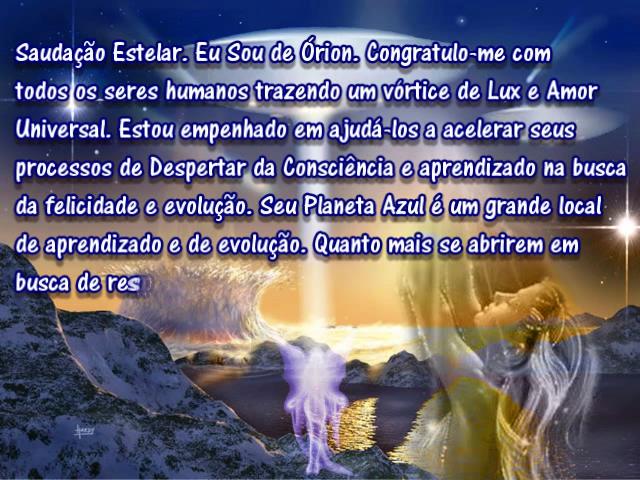 Saudação Estelar. Eu Sou de Órion. Congratulo-me com
todos os seres humanos trazendo um vórtice de Lux e Amor
Universal. Estou empenhado em ajudá-los a acelerar seus
processos de Despertar da Consciência e aprendizado na busca
da felicidade e evolução. Seu Planeta Azul é um grande local
de aprendizado e de evolução. Quanto mais se abrirem em
busca de res